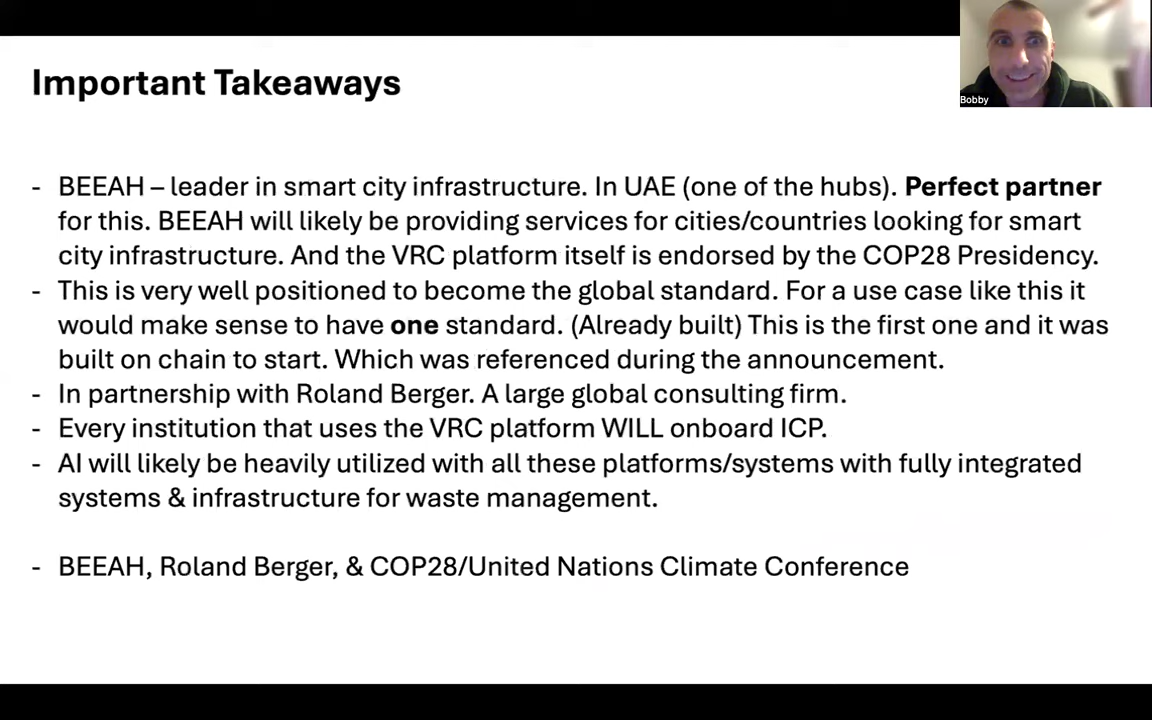 Bobby
Important Takeaways
- BEEAH – leader in smart city infrastructure. In UAE (one of the hubs). Perfect partner
for this. BEEAH will likely be providing services for cities/countries looking for smart
city infrastructure. And the VRC platform itself is endorsed by the COP28 Presidency.
- This is very well positioned to become the global standard. For a use case like this it
would make sense to have one standard. (Already built) This is the first one and it was
built on chain to start. Which was referenced during the announcement.
- In partnership with Roland Berger. A large global consulting firm.
- Every institution that uses the VRC platform WILL onboard ICP.
- AI will likely be heavily utilized with all these platforms/systems with fully integrated
systems & infrastructure for waste management.
- BEEAH, Roland Berger, & COP28/United Nations Climate Conference